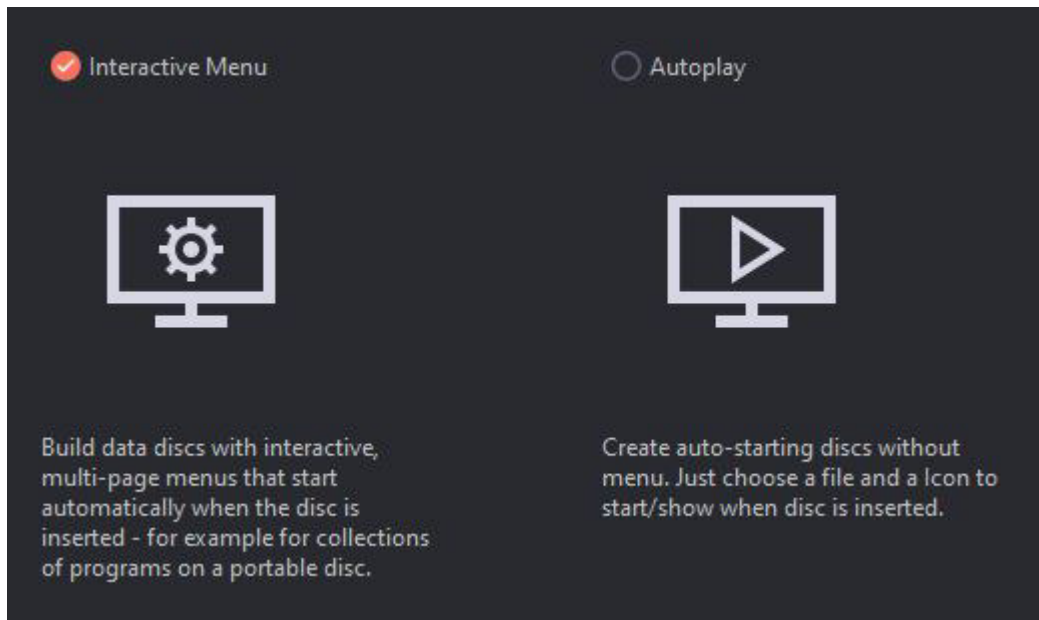 Interactive Menu
Autoplay
Build data discs with interactive,
multi-page menus that start
automatically when the disc is
inserted - for example for collections
of programs on a portable disc.
Create auto-starting discs without
menu. Just choose a file and a Icon to
start/show when disc is inserted.